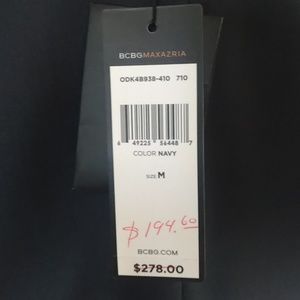 BCBGMAXAZRIA
ODK4B938-410 710
6 49225 56448 7
COLOR NAVY
SIZE M
$194.60
BCBG.COM
$278.00